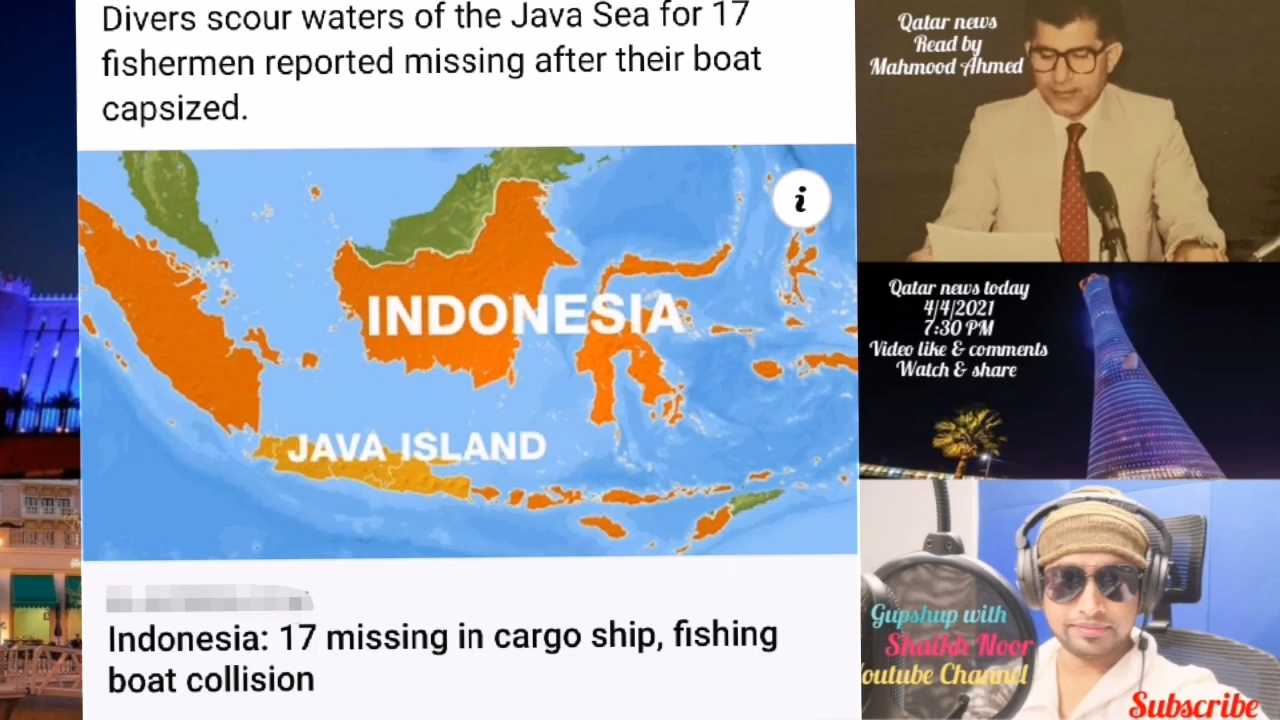 Divers scour waters of the Java Sea for 17
fishermen reported missing after their boat
capsized.
i
INDONESIA
JAVA ISLAND
Indonesia: 17 missing in cargo ship, fishing
boat collision
Qatar news
Read by
Mahmood Ahmed
Qatar news today
4/4/2021
7:30 PM
Video like & comments
Watch & share
Gupshup with
Shaikh Noor
outube Channel
Subscribe